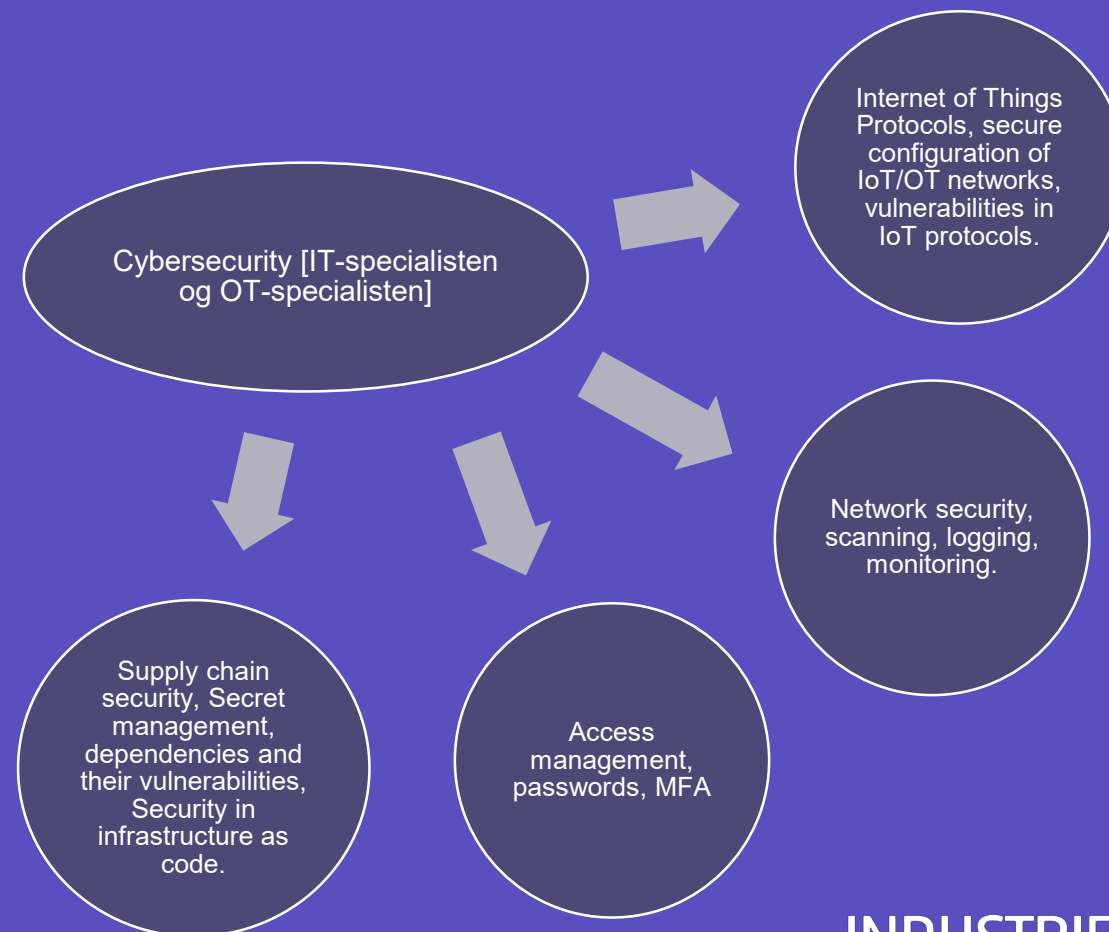 Internet of Things
Protocols, secure
configuration of
IoT/OT networks,
vulnerabilities in
IoT protocols.
Cybersecurity [IT-specialisten
og OT-specialisten]
Network security,
scanning, logging,
monitoring.
Supply chain
security, Secret
management,
dependencies and
their vulnerabilities,
Security in
infrastructure as
code.
Access
management,
passwords, MFA